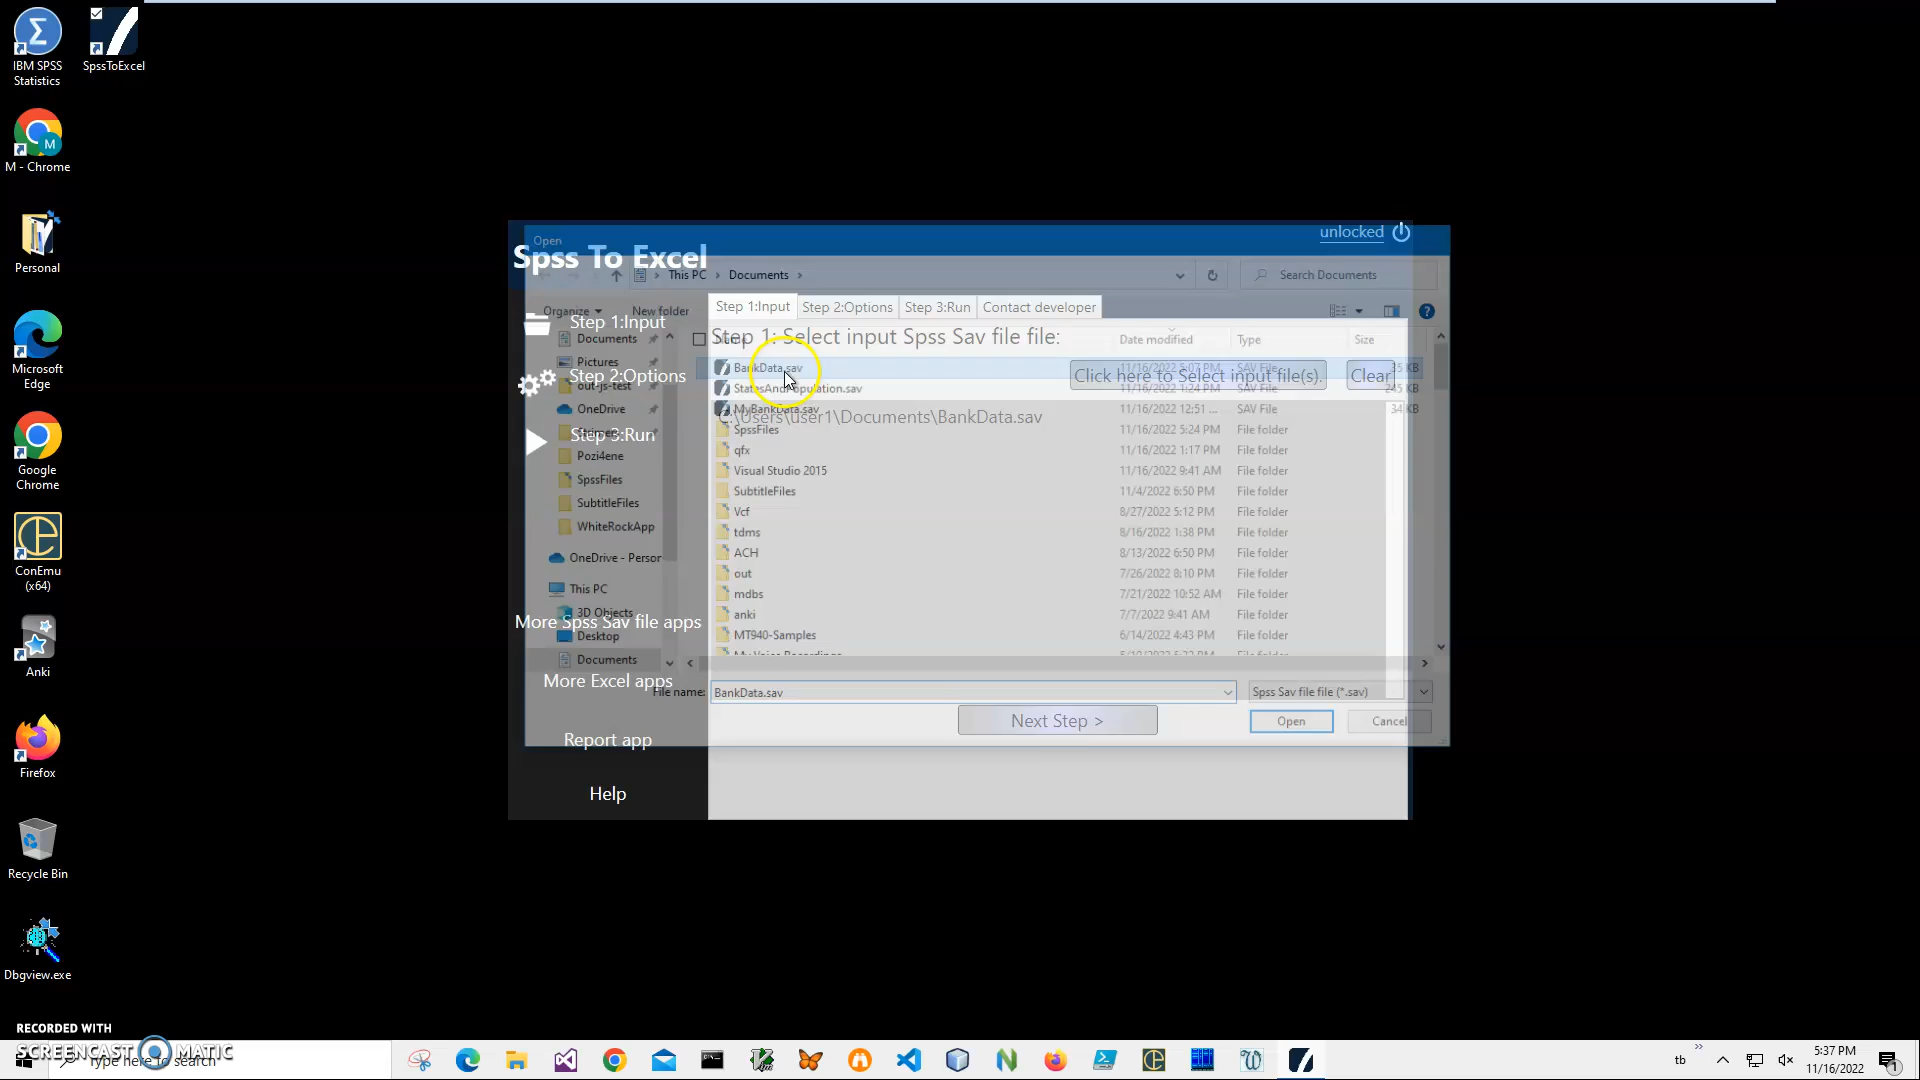 IBM SPSS
Statistics
SpssToExcel
M - Chrome
Personal
Microsoft
Edge
Google
Chrome
ConEmu
(x64)
Anki
Firefox
Recycle Bin
Dbgview.exe
Open
unlocked
Spss To Excel
This PC
Documents
Search Documents
Organize
New folder
Step 1:Input
Step 2:Options
Step 3:Run
Contact developer
Step 1:Input
Step 2:Options
Step 3:Run
Documents
Pictures
out-js-test
OneDrive
Pozi4ene
SpssFiles
SubtitleFiles
WhiteRockApp
OneDrive - Person
This PC
3D Objects
Desktop
Documents
More Spss Sav file apps
More Excel apps
Report app
Help
Step 1: Select input Spss Sav file file:
Date modified
Type
Size
Click here to Select input file(s).
Clear
BankData.sav 11/16/2022 5:07 PM SAV File 35 KB
StatesAndPopulation.sav 11/16/2022 1:24 PM SAV File 245 KB
MyBankData.sav 11/16/2022 12:51 ... SAV File 34 KB
C:\Users\user1\Documents\BankData.sav
SpssFiles 11/16/2022 5:24 PM File folder
qfx 11/16/2022 1:17 PM File folder
Visual Studio 2015 11/16/2022 9:41 AM File folder
SubtitleFiles 11/4/2022 6:50 PM File folder
Vcf 8/27/2022 5:12 PM File folder
tdms 8/16/2022 1:38 PM File folder
ACH 8/13/2022 6:50 PM File folder
out 7/26/2022 8:10 PM File folder
mdbs 7/21/2022 10:52 AM File folder
anki 7/7/2022 9:41 AM File folder
MT940-Samples 6/14/2022 4:43 PM File folder
File name:
BankData.sav
Spss Sav file file (*.sav)
Next Step >
Open
Cancel
RECORDED WITH
SCREENCAST MATIC
Type here to search
tb
5:37 PM
11/16/2022
1